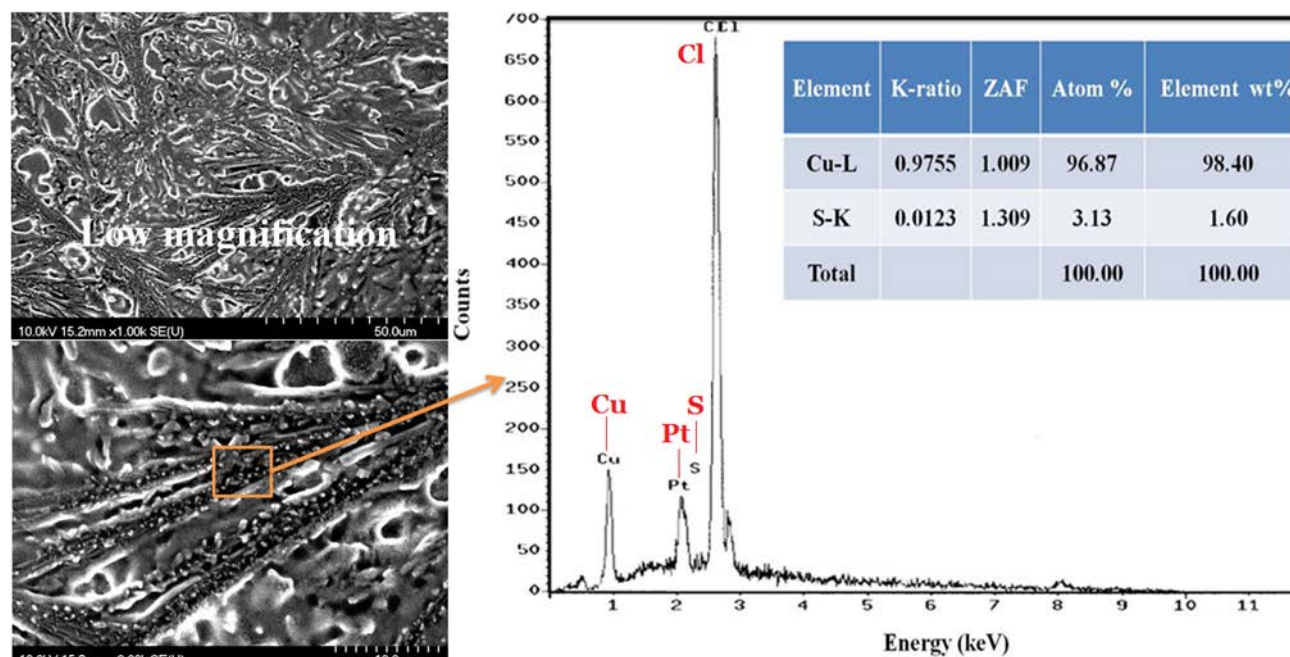 Low magnification
10.0kV 15.2mm x1.00k SE(U) 50.0um
700
650
600
550
500
450
400
350
300
250
200
150
100
50
0
Counts
Cl
Cu
Cu
Pt
Pt
S
S
1 2 3 4 5 6 7 8 9 10 11
Energy (keV)
Element K-ratio ZAF Atom % Element wt%
Cu-L 0.9755 1.009 96.87 98.40
S-K 0.0123 1.309 3.13 1.60
Total 100.00 100.00